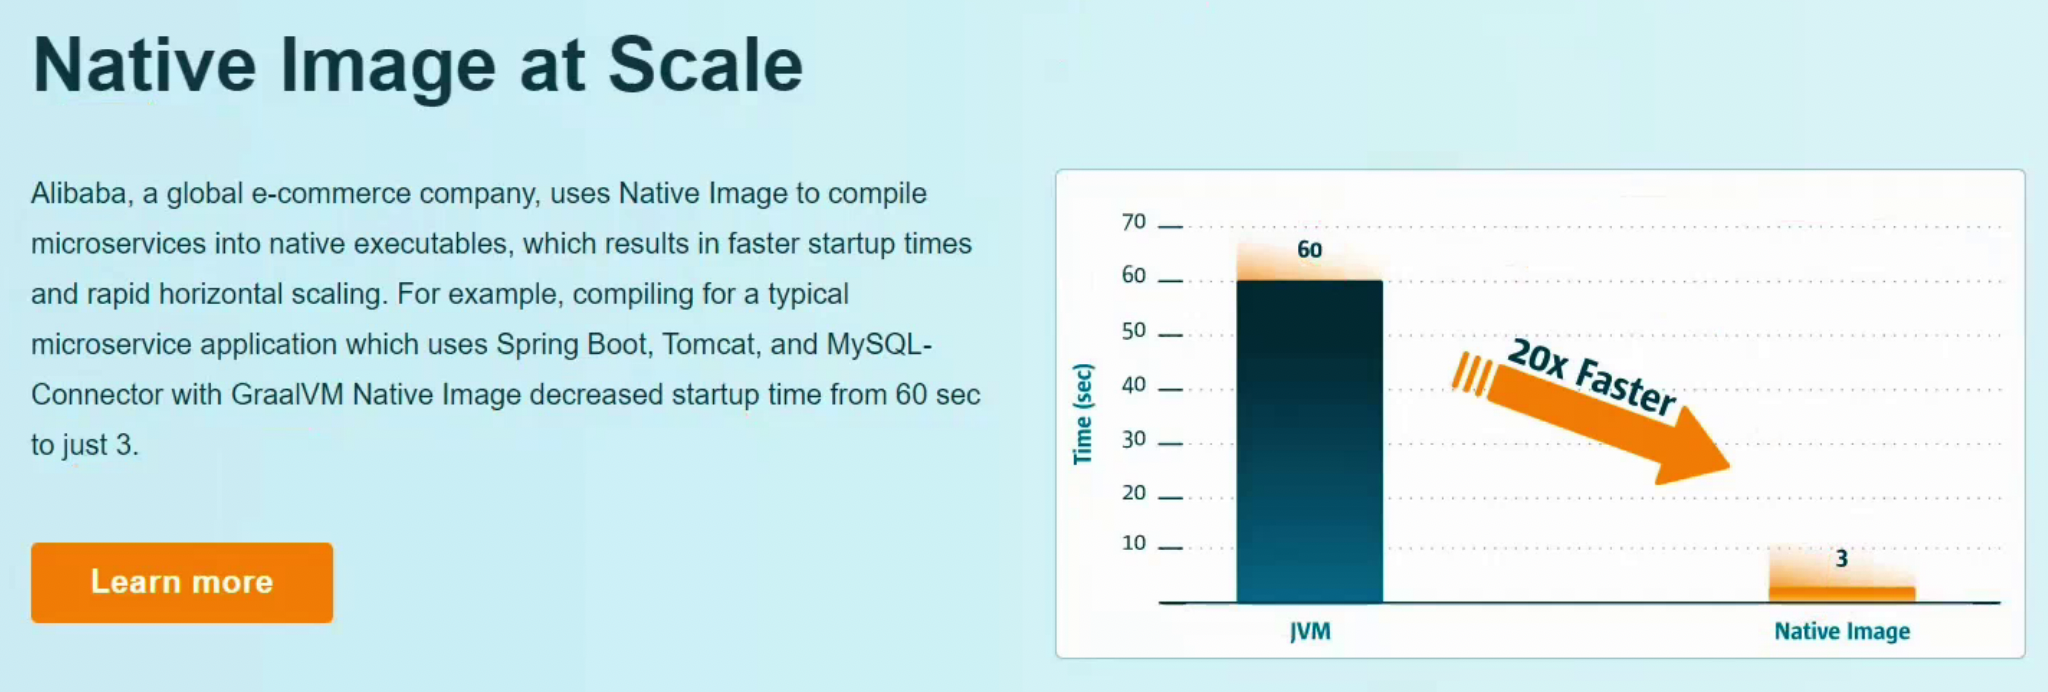 Native Image at Scale
Alibaba, a global e-commerce company, uses Native Image to compile
microservices into native executables, which results in faster startup times
and rapid horizontal scaling. For example, compiling for a typical
microservice application which uses Spring Boot, Tomcat, and MySQL-
Connector with GraalVM Native Image decreased startup time from 60 sec
to just 3.
Learn more
70
60
60
50
40
30
20
10
Time (sec)
20x Faster
3
JVM
Native Image